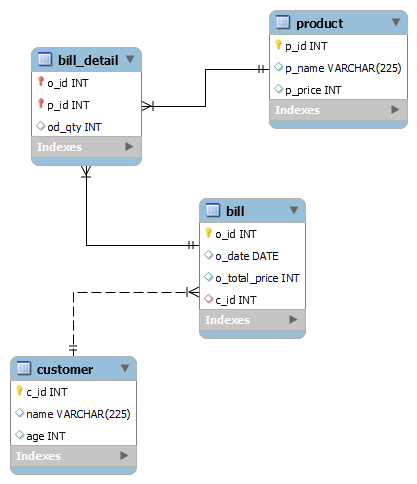 product
p_id INT
p_name VARCHAR(225)
p_price INT
Indexes
bill_detail
o_id INT
p_id INT
od_qty INT
Indexes
bill
o_id INT
o_date DATE
o_total_price INT
c_id INT
Indexes
customer
c_id INT
name VARCHAR(225)
age INT
Indexes